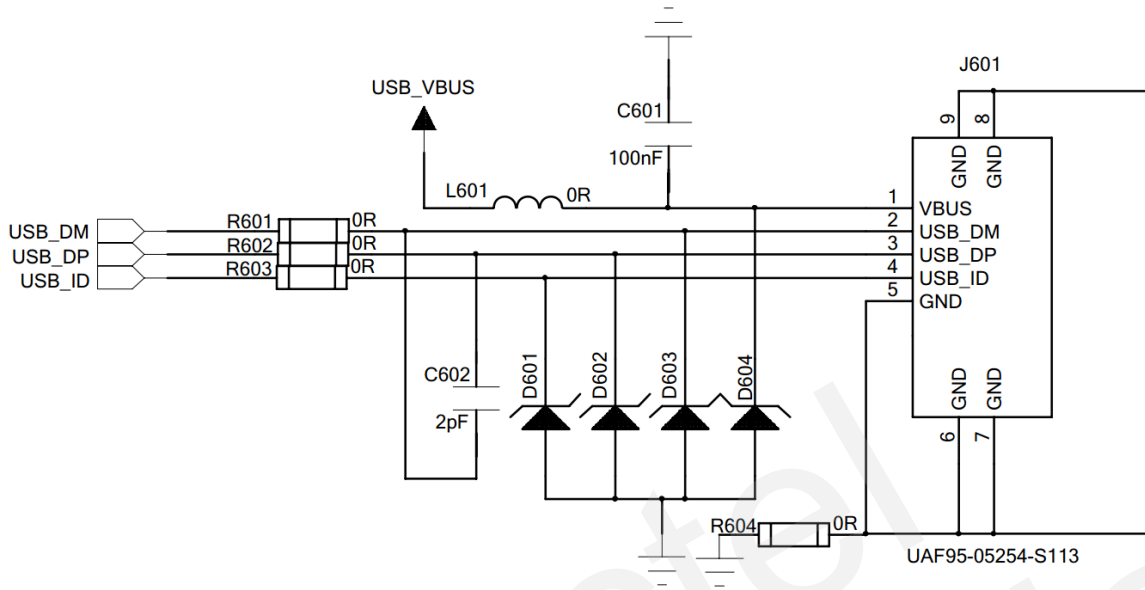 J601
USB_VBUS
C601
100nF
9
8
GND
GND
L601
0R
1
VBUS
USB_DM
R601
0R
2
USB_DM
USB_DP
R602
0R
3
USB_DP
USB_ID
R603
0R
4
USB_ID
5
GND
C602
2pF
D601
D602
D603
D604
GND
GND
6
7
R604
0R
UAF95-05254-S113